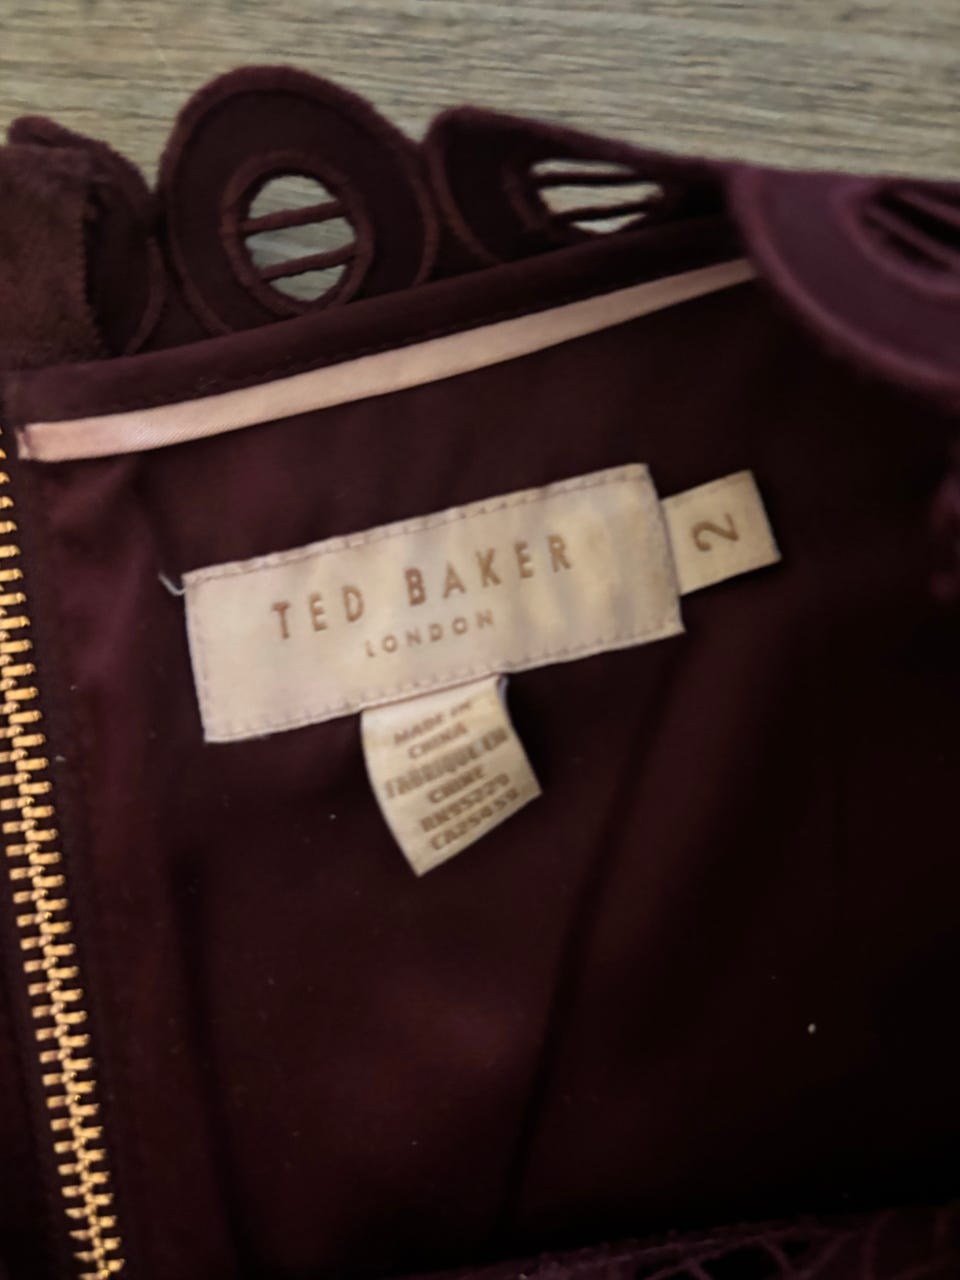 TED BAKER
LONDON
2
MADE IN
CHINA
FABRIQUE EN
CHINE